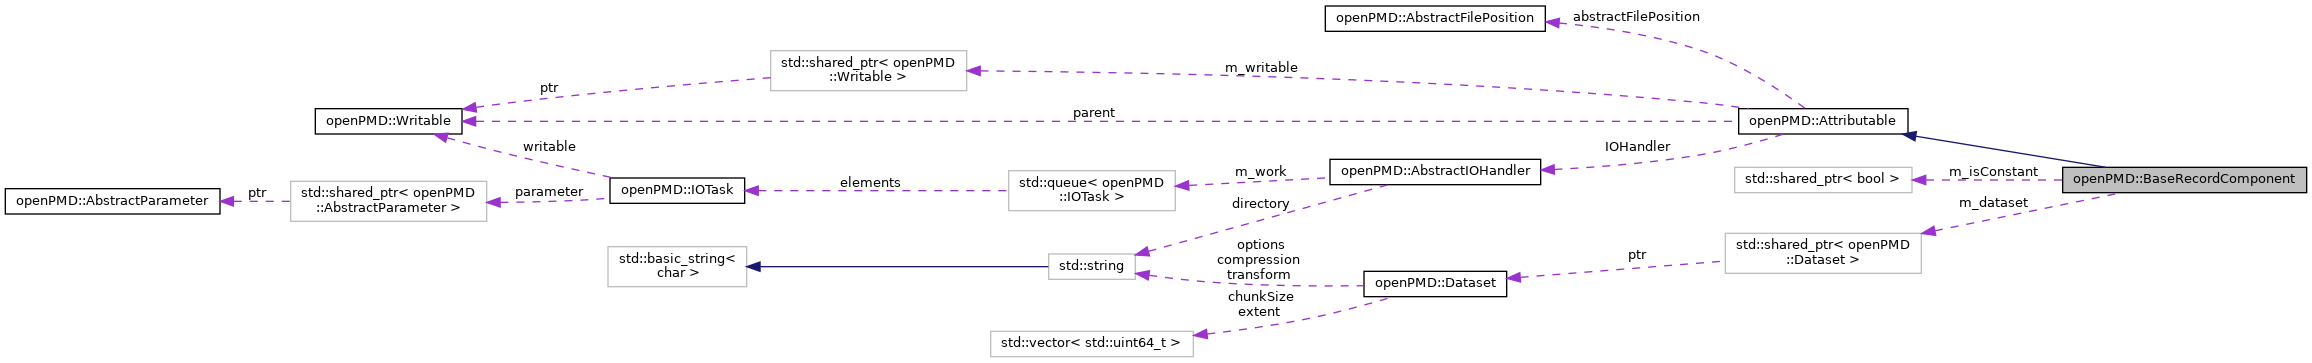 openPMD::AbstractFilePosition
abstractFilePosition
std::shared_ptr< openPMD
::Writable >
m_writable
ptr
openPMD::Writable
parent
openPMD::Attributable
writable
IOHandler
openPMD::AbstractIOHandler
m_work
std::queue< openPMD
::IOTask >
elements
openPMD::IOTask
parameter
std::shared_ptr< openPMD
::AbstractParameter >
ptr
openPMD::AbstractParameter
std::shared_ptr< bool >
m_isConstant
openPMD::BaseRecordComponent
directory
m_dataset
std::shared_ptr< openPMD
::Dataset >
ptr
options
compression
transform
std::basic_string<
char >
std::string
openPMD::Dataset
chunkSize
extent
std::vector< std::uint64_t >